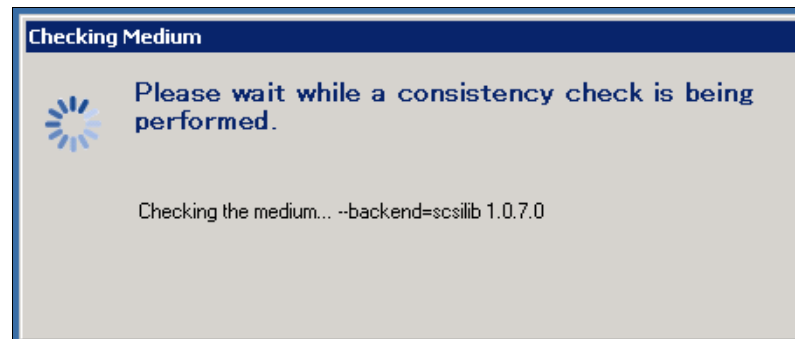 Checking Medium
Please wait while a consistency check is being
performed.
Checking the medium... --backend=scsilib 1.0.7.0